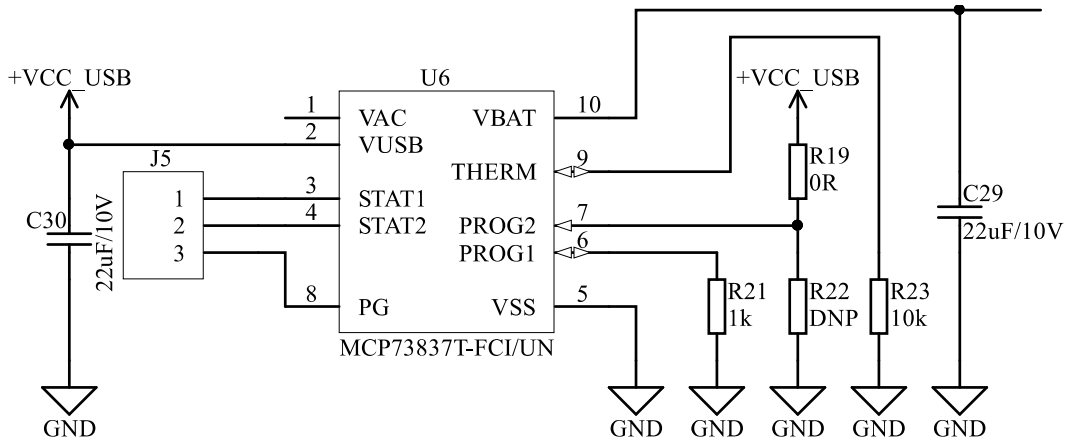 +VCC_USB
U6
+VCC_USB
1
VAC
VBAT
10
2
VUSB
J5
THERM
9
R19
0R
1
3
STAT1
C30
22uF/10V
2
4
STAT2
PROG2
7
C29
22uF/10V
3
PROG1
6
8
PG
VSS
5
R21
1k
R22
DNP
R23
10k
MCP73837T-FCI/UN
GND
GND
GND
GND
GND
GND